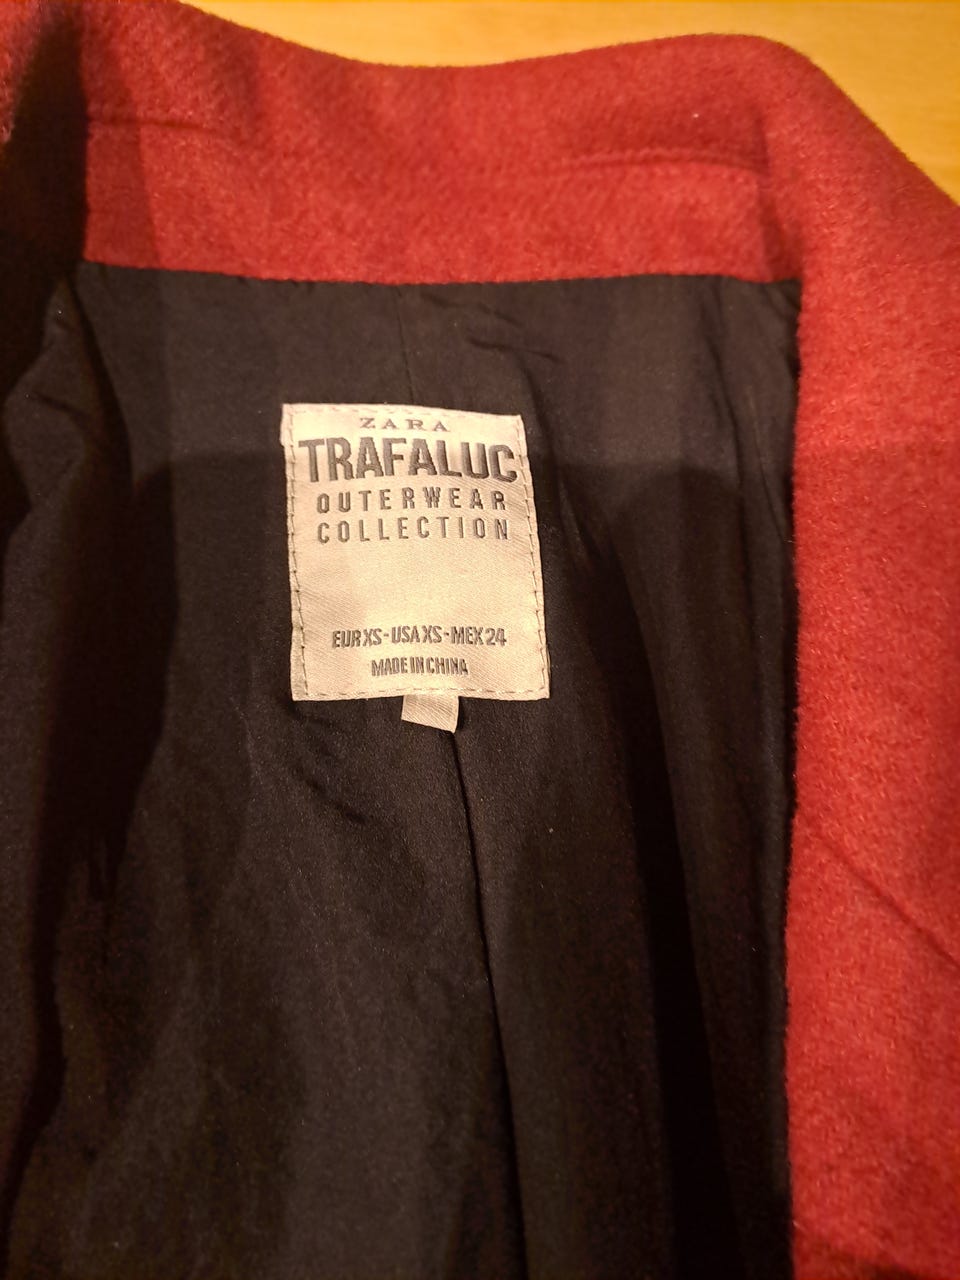 ZARA
TRAFALUC
OUTERWEAR
COLLECTION
EUR XS - USA XS - MEX 24
MADE IN CHINA